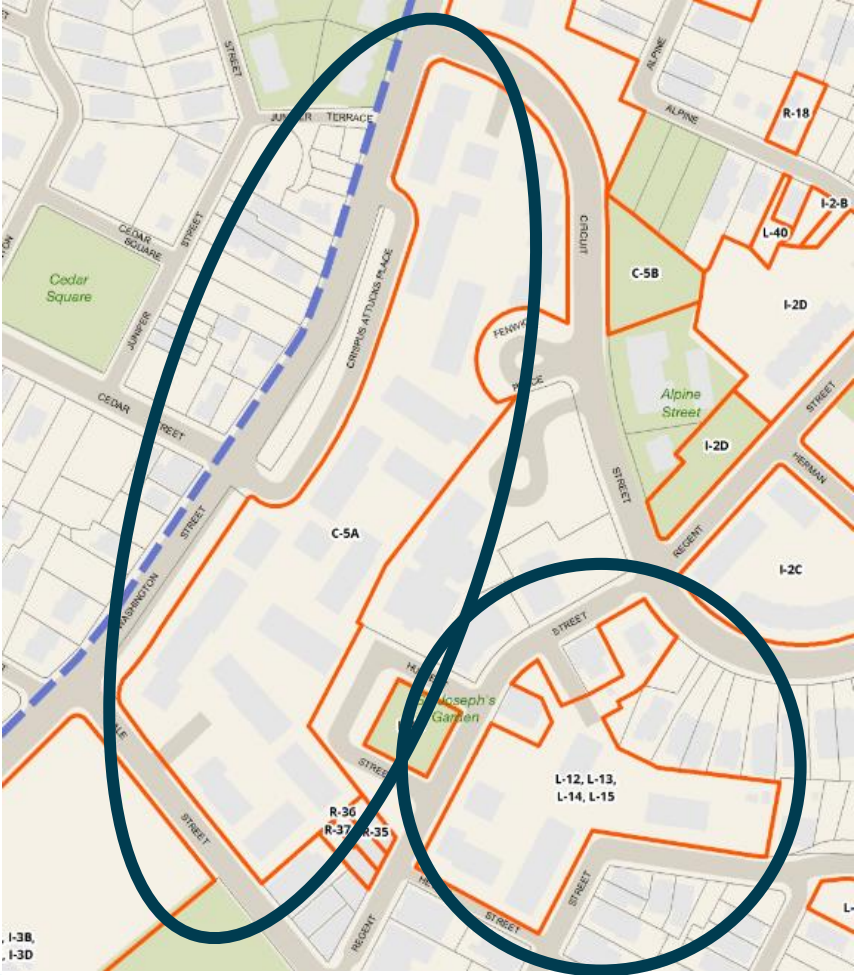 STREET
ALPINE
JUNIPER TERRACE
ALPINE
R-18
I-2-B
L-40
CEDAR
SQUARE
STREET
CIRCUIT
Cedar
Square
C-5B
I-2D
CRISPUS ATTUCKS PLACE
JUNIPER
FENWICK
PLACE
CEDAR
STREET
Alpine
Street
STREET
I-2D
HERMAN
STREET
REGENT
STREET
C-5A
I-2C
WASHINGTON
STREET
Joseph's
Garden
STREET
L-12, L-13,
L-14, L-15
R-36
R-37
R-35
STREET
STREET
STREET
REGENT
, I-3B,
, I-3D
L-